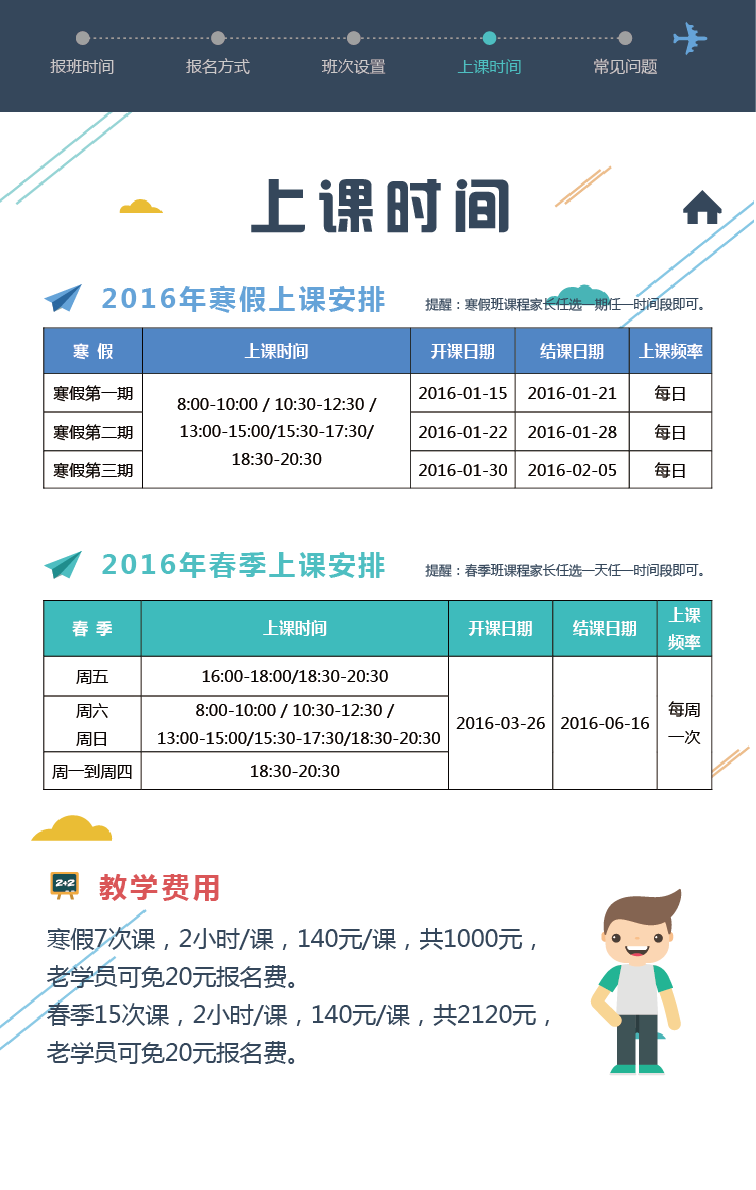 报班时间 报名方式 班次设置 上课时间 常见问题
上课时间
2016年寒假上课安排 提醒：寒假班课程家长任选一期任一时间段即可。
寒 假 上课时间 开课日期 结课日期 上课频率
寒假第一期 8:00-10:00 / 10:30-12:30 / 2016-01-15 2016-01-21 每日
寒假第二期 13:00-15:00/15:30-17:30/ 2016-01-22 2016-01-28 每日
寒假第三期 18:30-20:30 2016-01-30 2016-02-05 每日
2016年春季上课安排 提醒：春季班课程家长任选一天任一时间段即可。
春 季 上课时间 开课日期 结课日期 上课
频率
周五 16:00-18:00/18:30-20:30
周六 8:00-10:00 / 10:30-12:30 / 2016-03-26 2016-06-16 每周
周日 13:00-15:00/15:30-17:30/18:30-20:30 一次
周一到周四 18:30-20:30
2+2 教学费用
寒假7次课，2小时/课，140元/课，共1000元，
老学员可免20元报名费。
春季15次课，2小时/课，140元/课，共2120元，
老学员可免20元报名费。